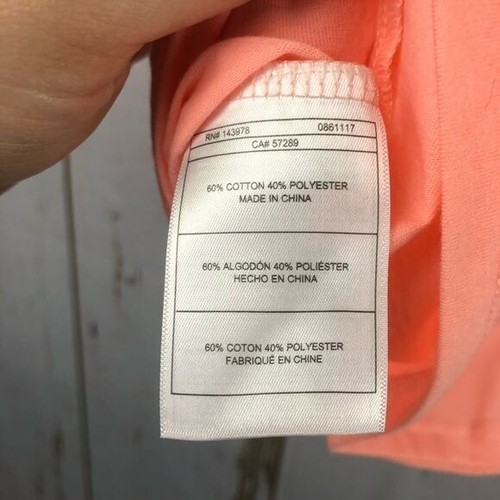 RN# 143978 0861117
CA# 57289
60% COTTON 40% POLYESTER
MADE IN CHINA
60% ALGODÓN 40% POLIÉSTER
HECHO EN CHINA
60% COTON 40% POLYESTER
FABRIQUÉ EN CHINE